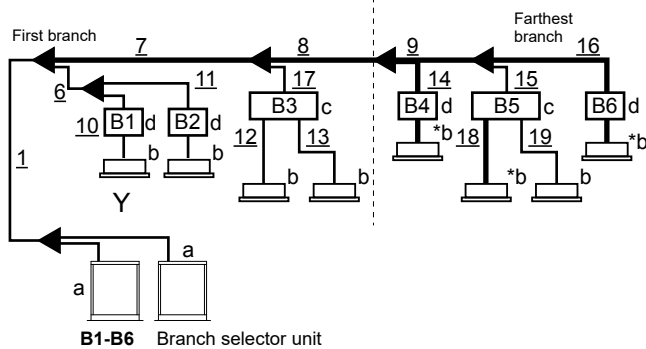 First branch
Farthest branch
7 8 9 16
6 11 17 14 15
10 B1 d B2 d B3 c B4 d B5 c B6 d
12 13 18 19
b b b b *b *b b *b
1
Y
a
a
B1-B6 Branch selector unit